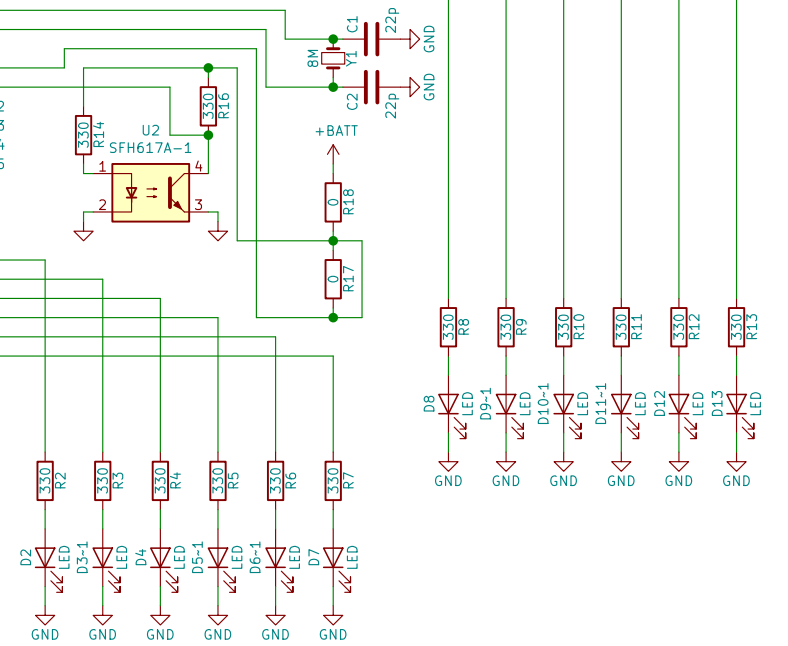 C1
22p
GND
8M
Y1
C2
22p
GND
+BATT
330
R16
330
R14
U2
SFH617A-1
1
4
2
3
0
R18
0
R17
2
3
4
330
R8
330
R9
330
R10
330
R11
330
R12
330
R13
D8
LED
D9~1
LED
D10~1
LED
D11~1
LED
D12
LED
D13
LED
GND
GND
GND
GND
GND
GND
330
R2
330
R3
330
R4
330
R5
330
R6
330
R7
D2
LED
D3~1
LED
D4
LED
D5~1
LED
D6~1
LED
D7
LED
GND
GND
GND
GND
GND
GND